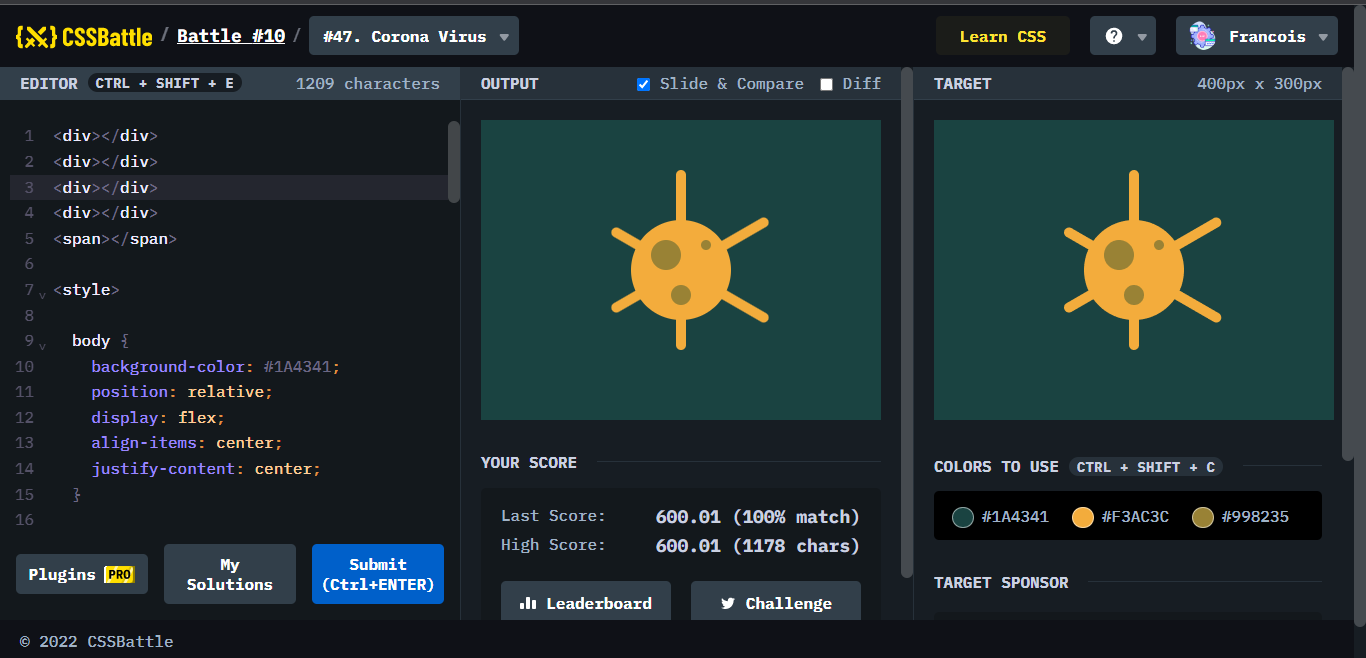 {X} CSSBattle / Battle #10 / #47. Corona Virus
Learn CSS
? Francois
EDITOR CTRL + SHIFT + E 1209 characters
OUTPUT Slide & Compare Diff
TARGET 400px x 300px
1 <div></div>
2 <div></div>
3 <div></div>
4 <div></div>
5 <span></span>
6
7 <style>
8
9 body {
10 background-color: #1A4341;
11 position: relative;
12 display: flex;
13 align-items: center;
14 justify-content: center;
15 }
16
Plugins PRO
My
Solutions
Submit
(Ctrl+ENTER)
YOUR SCORE
Last Score: 600.01 (100% match)
High Score: 600.01 (1178 chars)
Leaderboard
Challenge
COLORS TO USE CTRL + SHIFT + C
#1A4341 #F3AC3C #998235
TARGET SPONSOR
© 2022 CSSBattle